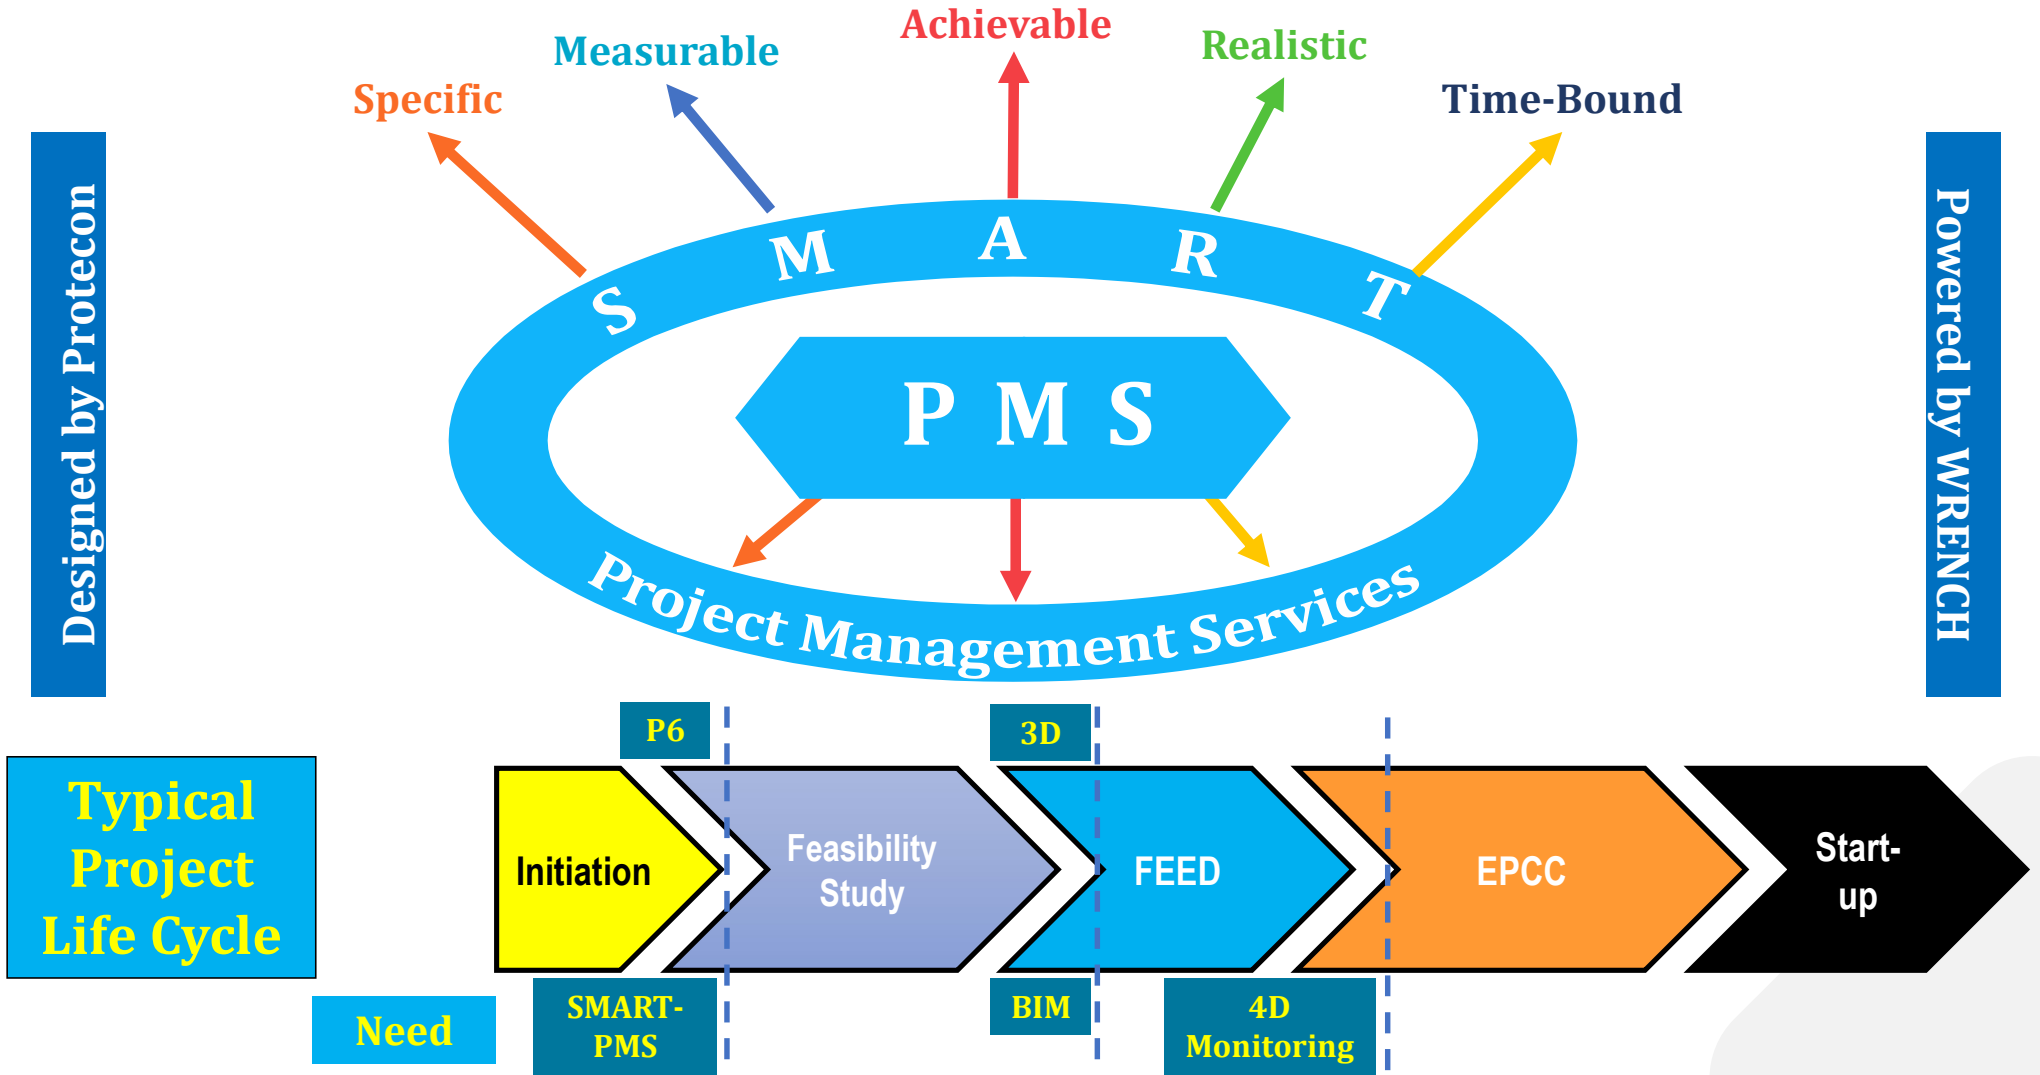 Achievable
Measurable
Realistic
Specific
Time-Bound
Designed by Protecon
Powered by WRENCH
S M A R T
P M S
Project Management Services
P6
3D
Typical
Project
Life Cycle
Initiation
Feasibility
Study
FEED
EPCC
Start-
up
Need
SMART-
PMS
BIM
4D
Monitoring